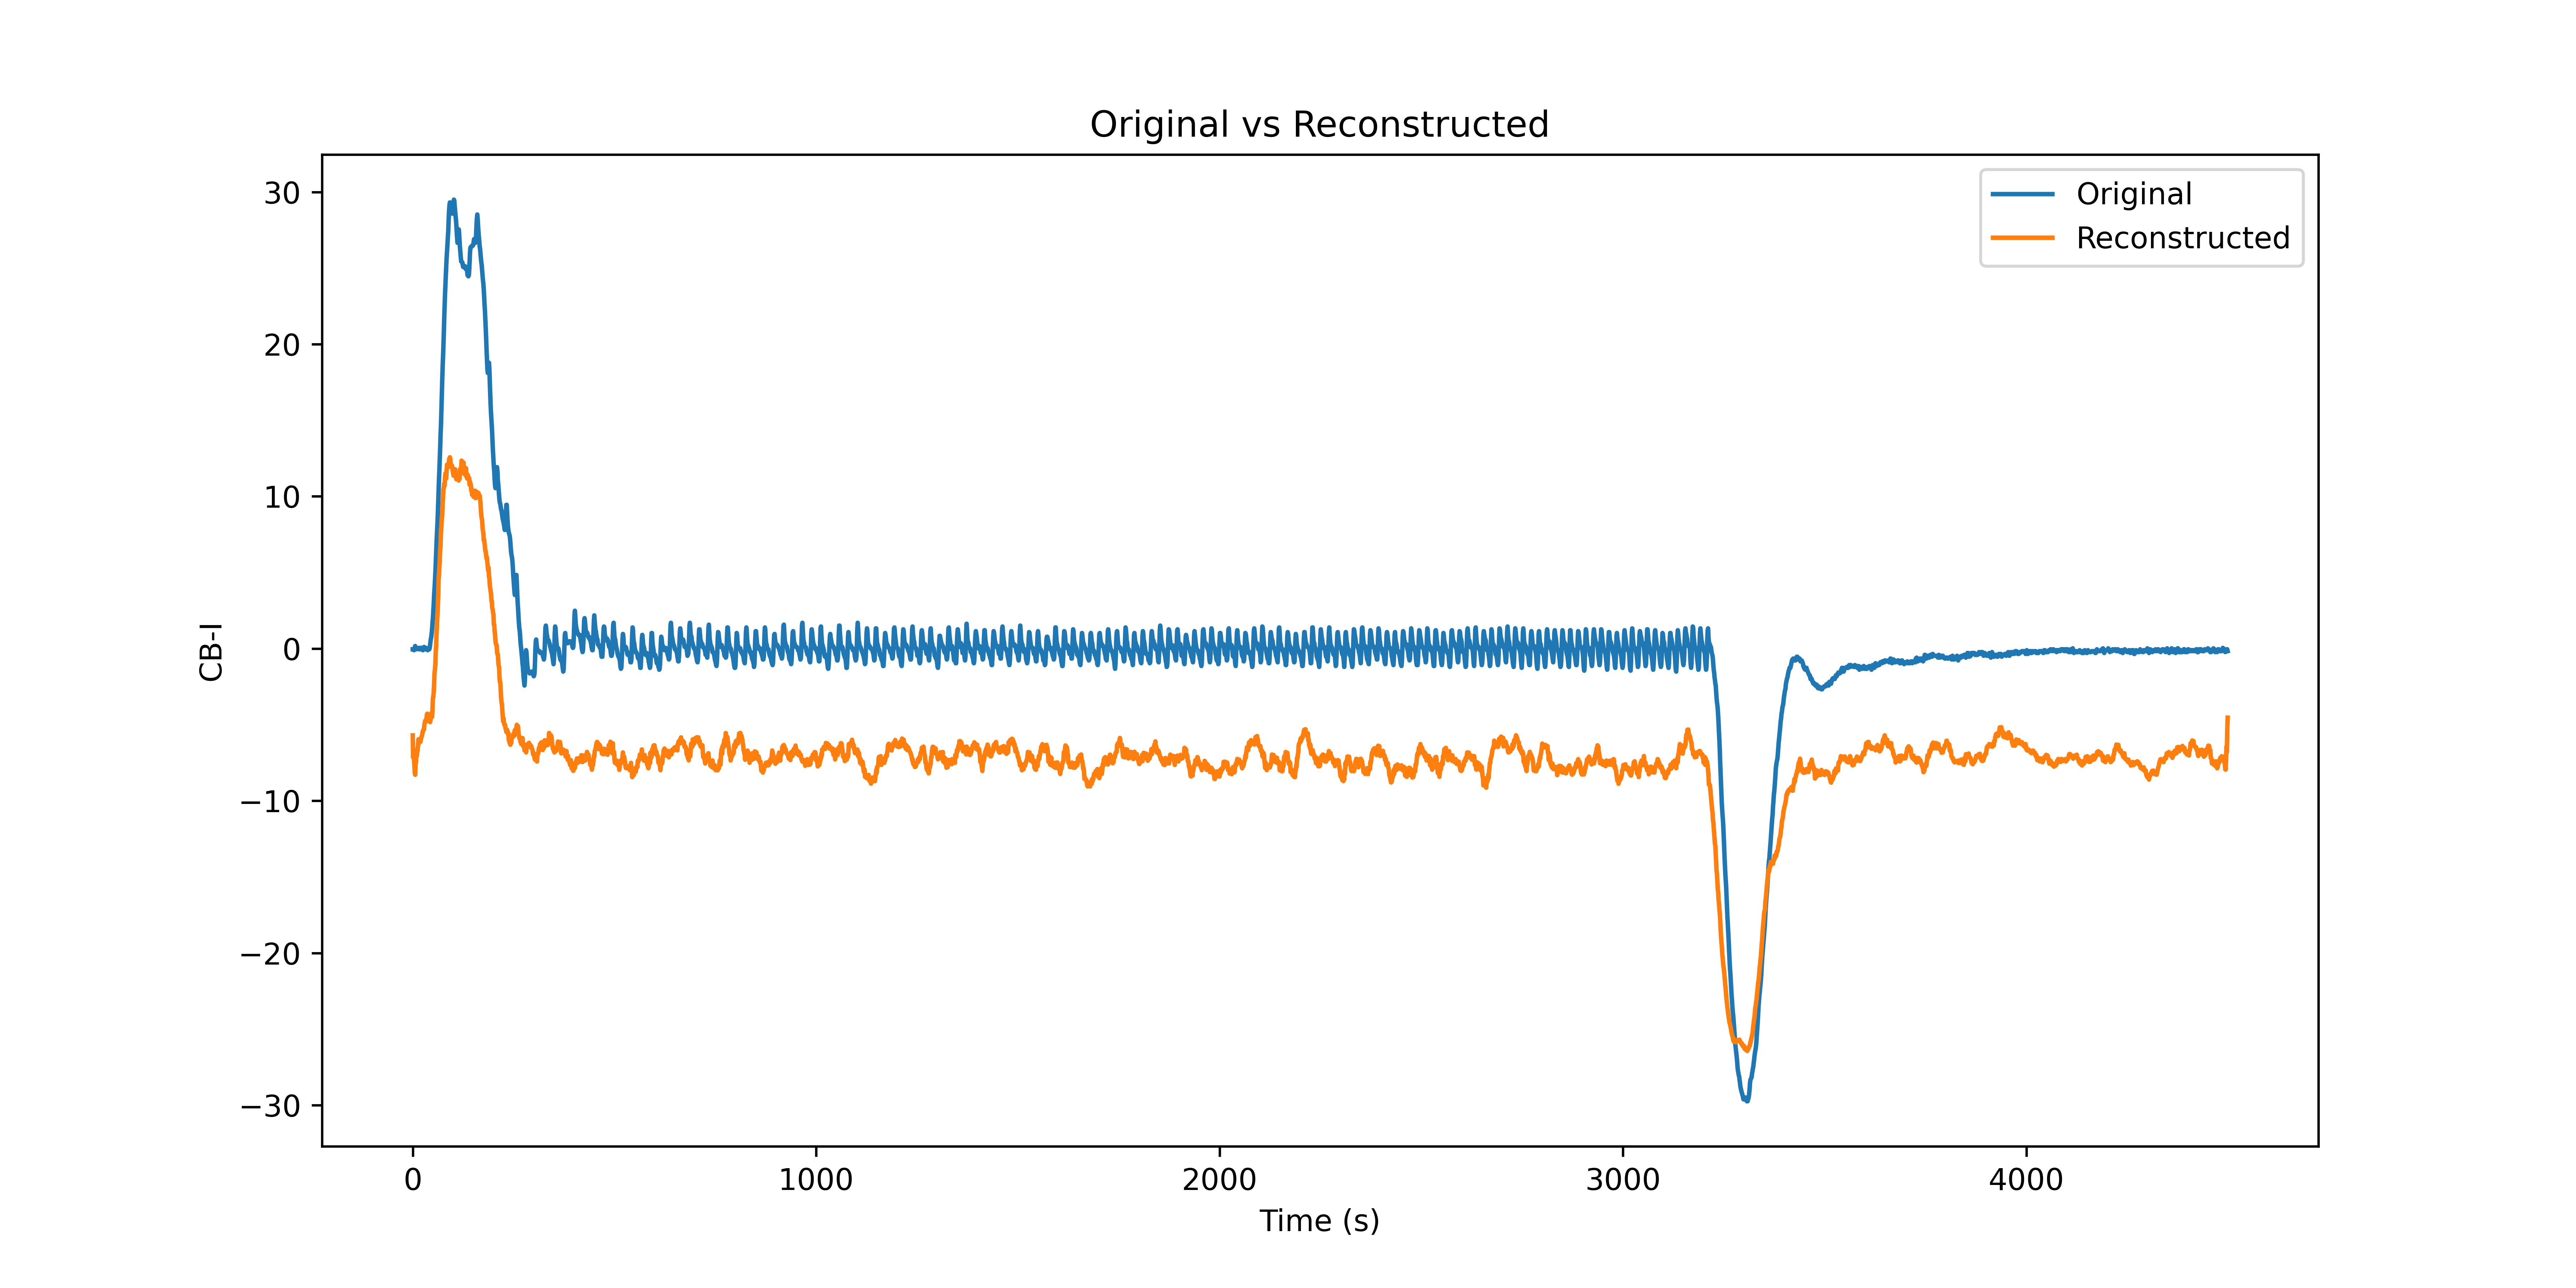 Original vs Reconstructed
Original
Reconstructed
30
20
10
0
−10
−20
−30
CB-I
0
1000
2000
3000
4000
Time (s)